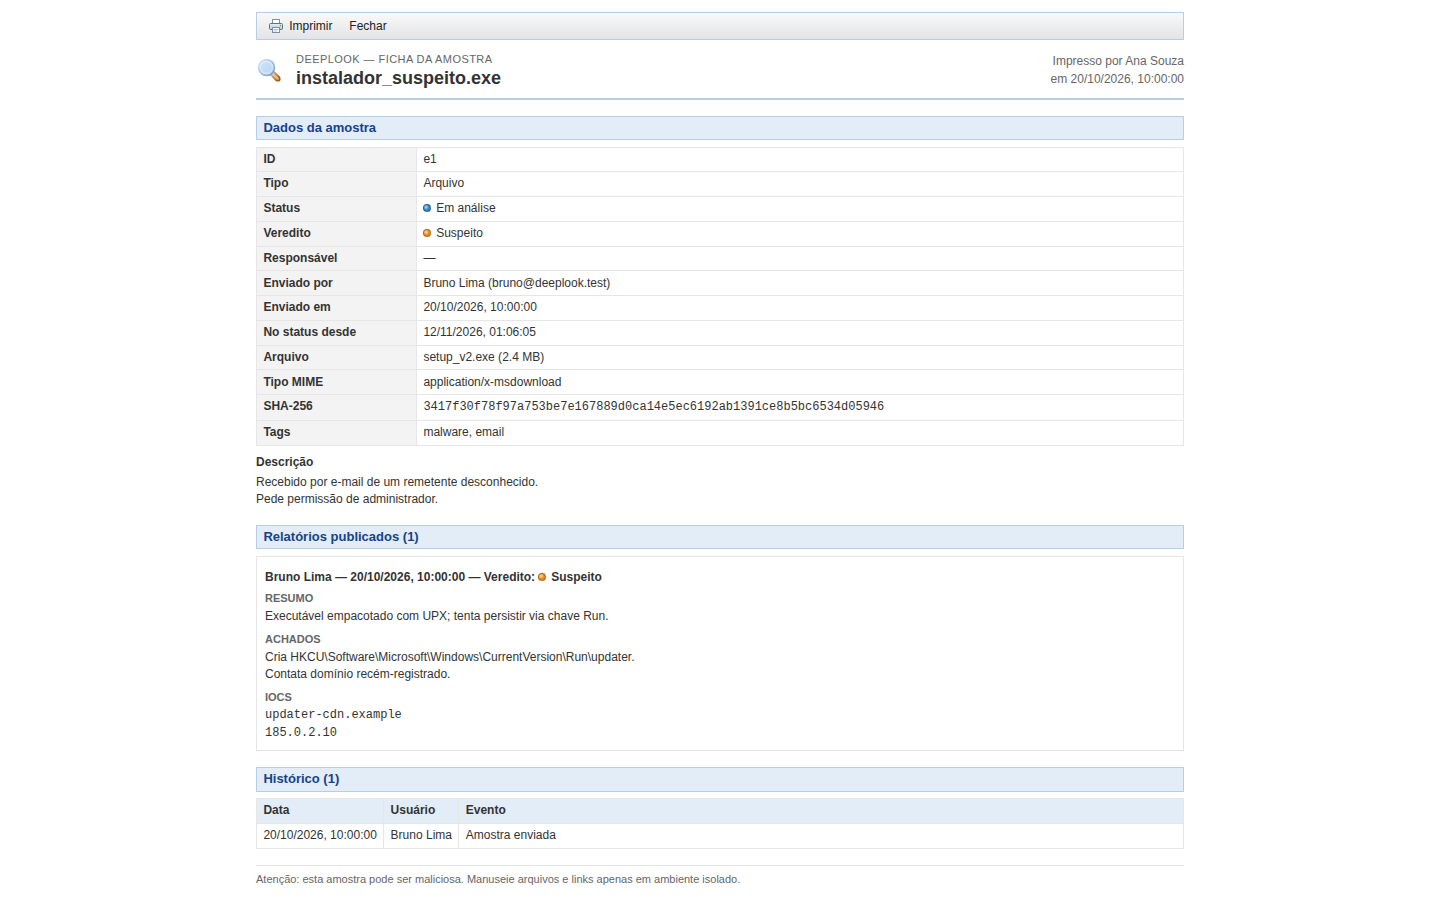 Imprimir Fechar
DEEPLOOK — FICHA DA AMOSTRA
instalador_suspeito.exe
Impresso por Ana Souza
em 20/10/2026, 10:00:00
Dados da amostra
ID e1
Tipo Arquivo
Status Em análise
Veredito Suspeito
Responsável —
Enviado por Bruno Lima (bruno@deeplook.test)
Enviado em 20/10/2026, 10:00:00
No status desde 12/11/2026, 01:06:05
Arquivo setup_v2.exe (2.4 MB)
Tipo MIME application/x-msdownload
SHA-256 3417f30f78f97a753be7e167889d0ca14e5ec6192ab1391ce8b5bc6534d05946
Tags malware, email
Descrição
Recebido por e-mail de um remetente desconhecido.
Pede permissão de administrador.
Relatórios publicados (1)
Bruno Lima — 20/10/2026, 10:00:00 — Veredito: Suspeito
RESUMO
Executável empacotado com UPX; tenta persistir via chave Run.
ACHADOS
Cria HKCU\Software\Microsoft\Windows\CurrentVersion\Run\updater.
Contata domínio recém-registrado.
IOCS
updater-cdn.example
185.0.2.10
Histórico (1)
Data Usuário Evento
20/10/2026, 10:00:00 Bruno Lima Amostra enviada
Atenção: esta amostra pode ser maliciosa. Manuseie arquivos e links apenas em ambiente isolado.